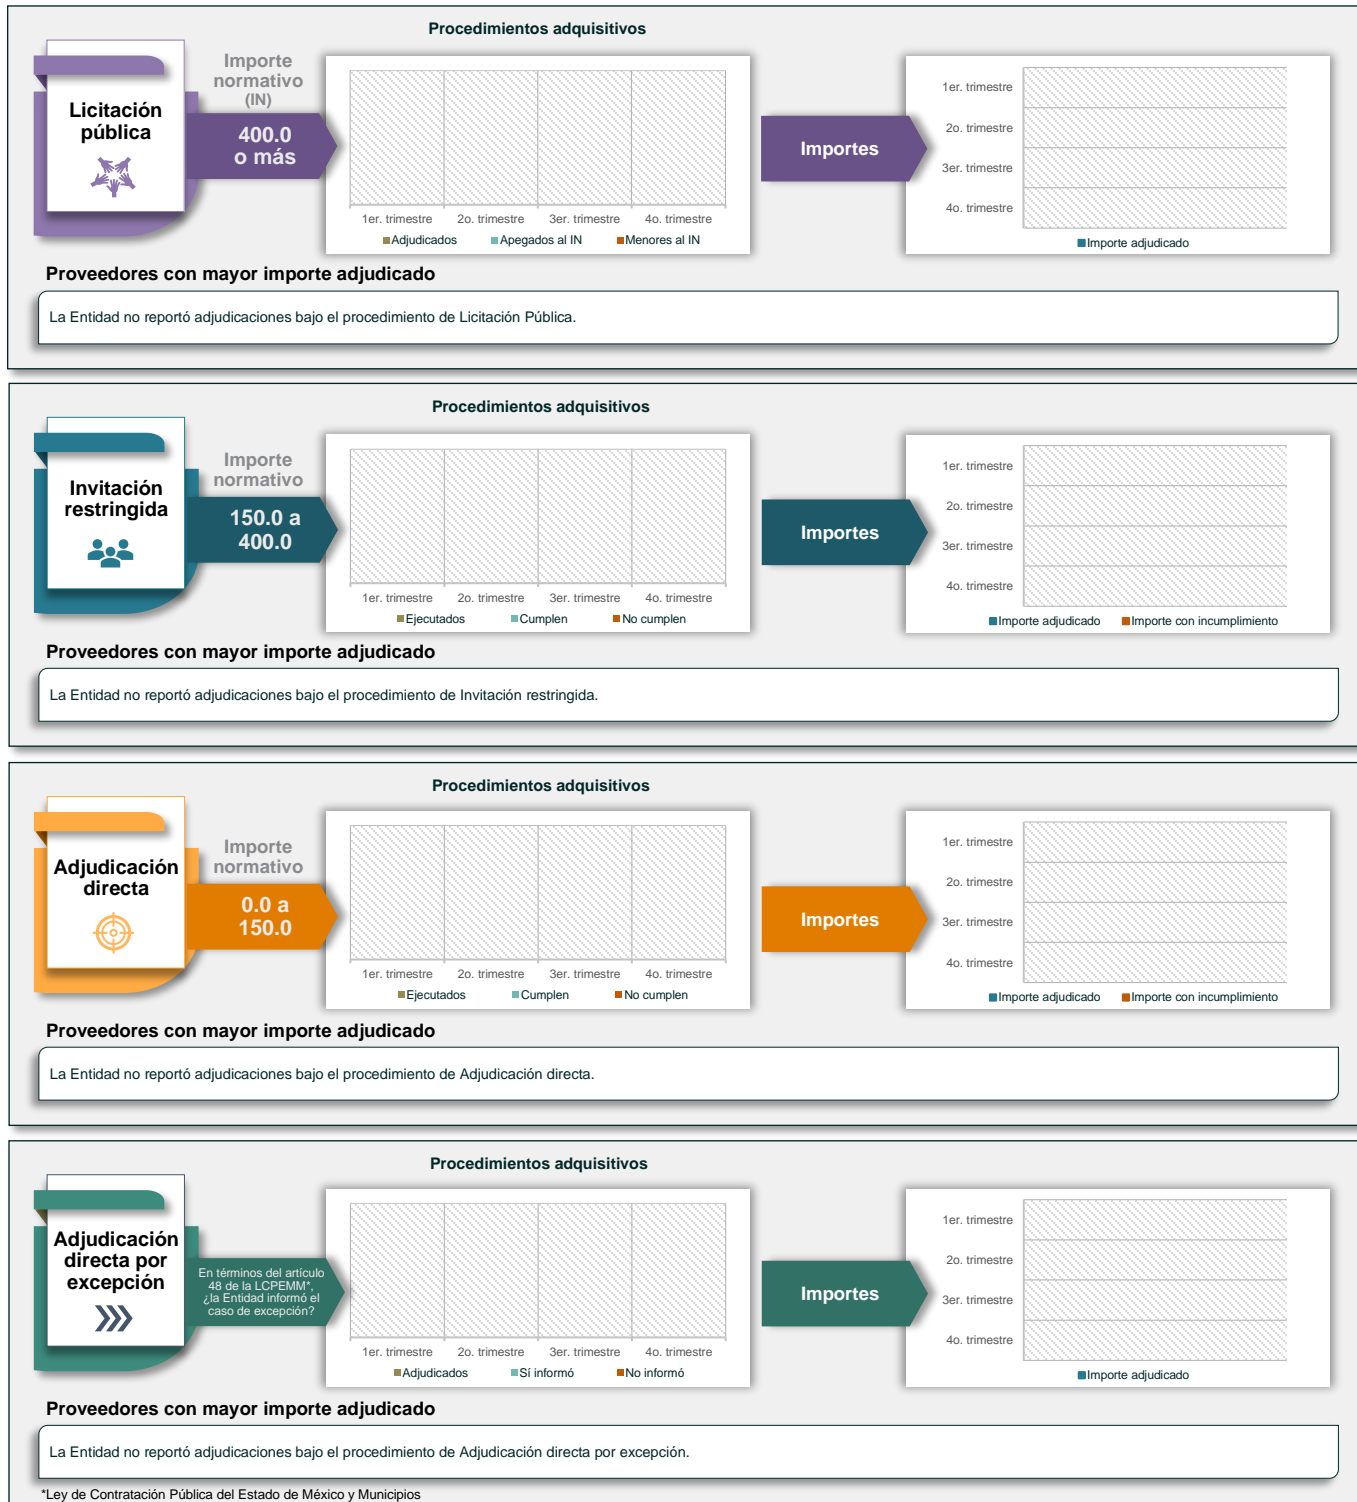 Procedimientos adquisitivos
Licitación
pública
Importe
normativo
(IN)
400.0
o más
1er. trimestre
2o. trimestre
3er. trimestre
4o. trimestre
Adjudicados
Apegados al IN
Menores al IN
Importes
1er. trimestre
2o. trimestre
3er. trimestre
4o. trimestre
Importe adjudicado
Proveedores con mayor importe adjudicado
La Entidad no reportó adjudicaciones bajo el procedimiento de Licitación Pública.
Procedimientos adquisitivos
Invitación
restringida
Importe
normativo
150.0 a
400.0
1er. trimestre
2o. trimestre
3er. trimestre
4o. trimestre
Ejecutados
Cumplen
No cumplen
Importes
1er. trimestre
2o. trimestre
3er. trimestre
4o. trimestre
Importe adjudicado
Importe con incumplimiento
Proveedores con mayor importe adjudicado
La Entidad no reportó adjudicaciones bajo el procedimiento de Invitación restringida.
Procedimientos adquisitivos
Adjudicación
directa
Importe
normativo
0.0 a
150.0
1er. trimestre
2o. trimestre
3er. trimestre
4o. trimestre
Ejecutados
Cumplen
No cumplen
Importes
1er. trimestre
2o. trimestre
3er. trimestre
4o. trimestre
Importe adjudicado
Importe con incumplimiento
Proveedores con mayor importe adjudicado
La Entidad no reportó adjudicaciones bajo el procedimiento de Adjudicación directa.
Procedimientos adquisitivos
Adjudicación
directa por
excepción
En términos del artículo
48 de la LCPEMM*,
¿la Entidad informó el
caso de excepción?
1er. trimestre
2o. trimestre
3er. trimestre
4o. trimestre
Adjudicados
Sí informó
No informó
Importes
1er. trimestre
2o. trimestre
3er. trimestre
4o. trimestre
Importe adjudicado
Proveedores con mayor importe adjudicado
La Entidad no reportó adjudicaciones bajo el procedimiento de Adjudicación directa por excepción.
*Ley de Contratación Pública del Estado de México y Municipios